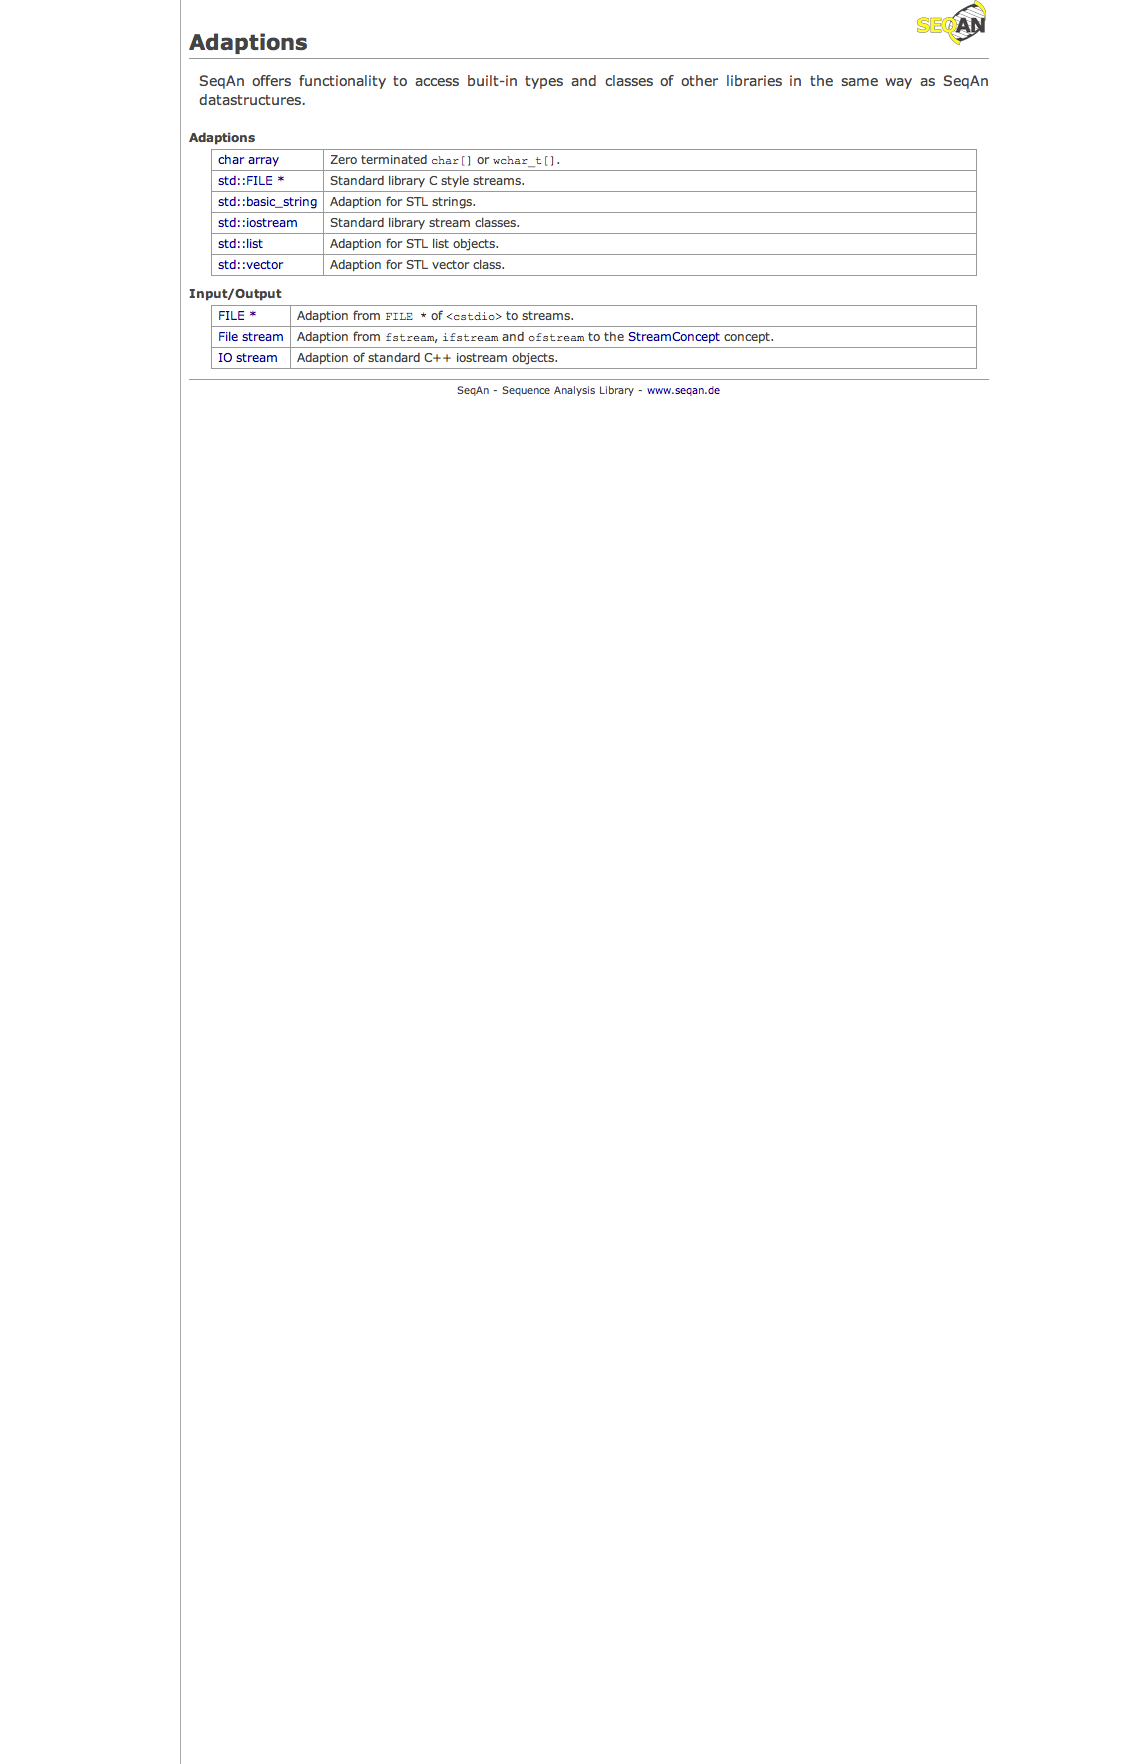 SEQAN
Adaptions
SeqAn offers functionality to access built-in types and classes of other libraries in the same way as SeqAn
datastructures.
Adaptions
char array Zero terminated char[] or wchar_t[].
std::FILE * Standard library C style streams.
std::basic_string Adaption for STL strings.
std::iostream Standard library stream classes.
std::list Adaption for STL list objects.
std::vector Adaption for STL vector class.
Input/Output
FILE * Adaption from FILE * of <cstdio> to streams.
File stream Adaption from fstream, ifstream and ofstream to the StreamConcept concept.
IO stream Adaption of standard C++ iostream objects.
SeqAn - Sequence Analysis Library - www.seqan.de